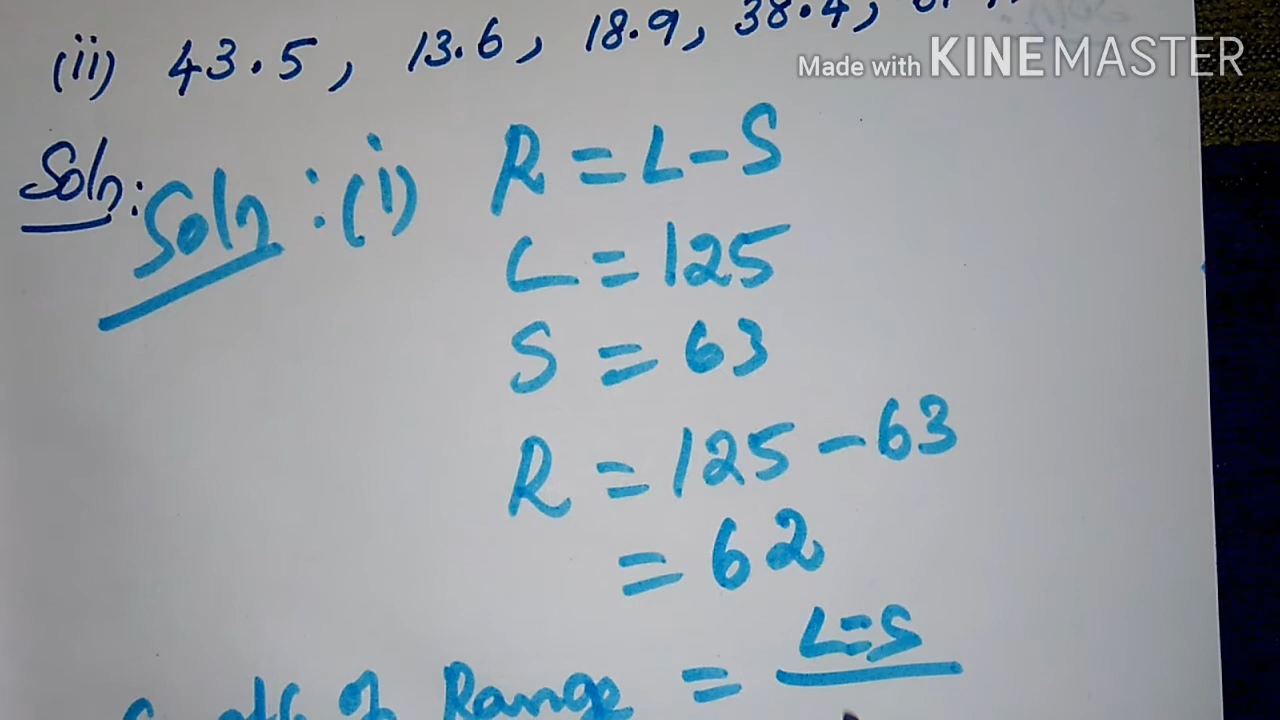 (ii) 43.5, 13.6, 18.9, 38.4,
Made with KINEMASTER
Soln:
Soln: (i) R = L - S
L = 125
S = 63
R = 125 - 63
= 62
L=S
of Range =